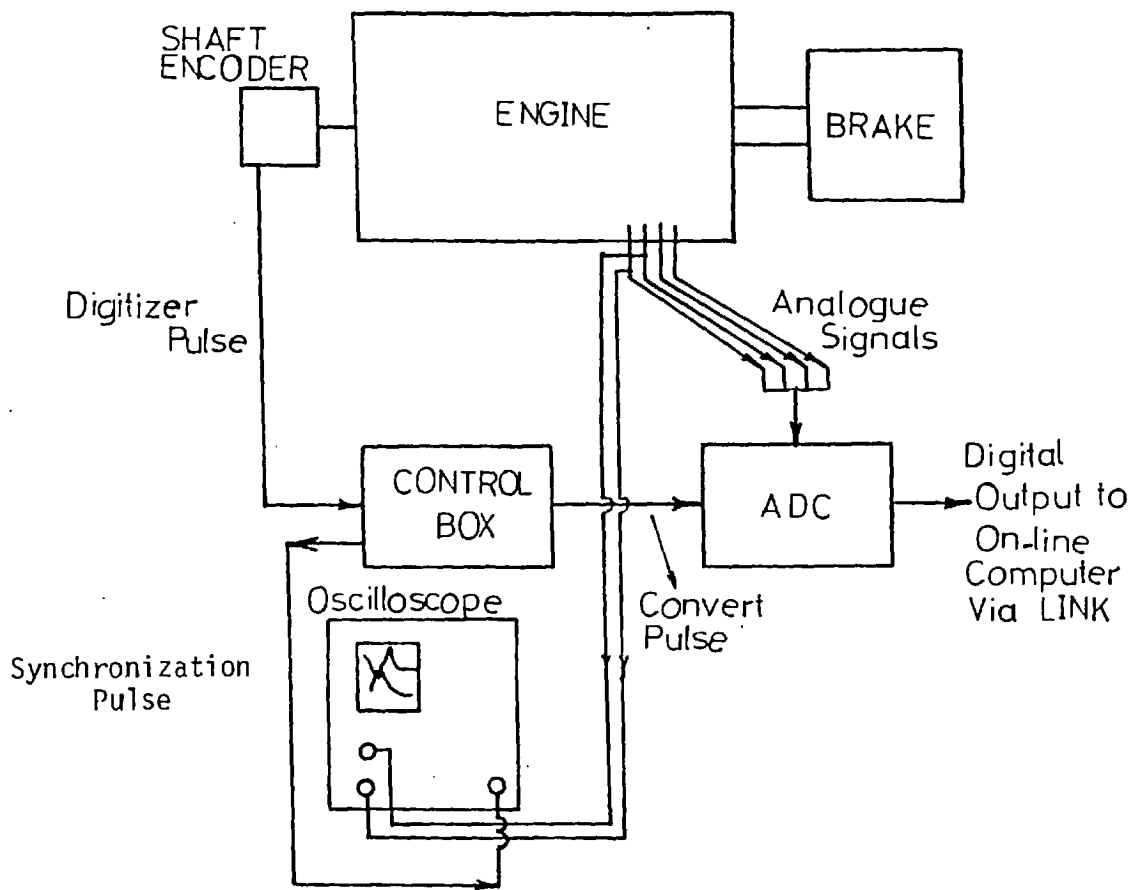 SHAFT
ENCODER
ENGINE
BRAKE
Digitizer
Pulse
Analogue
Signals
CONTROL
BOX
ADC
Digital
Output to
On-line
Computer
Via LINK
Convert
Pulse
Oscilloscope
Synchronization
Pulse